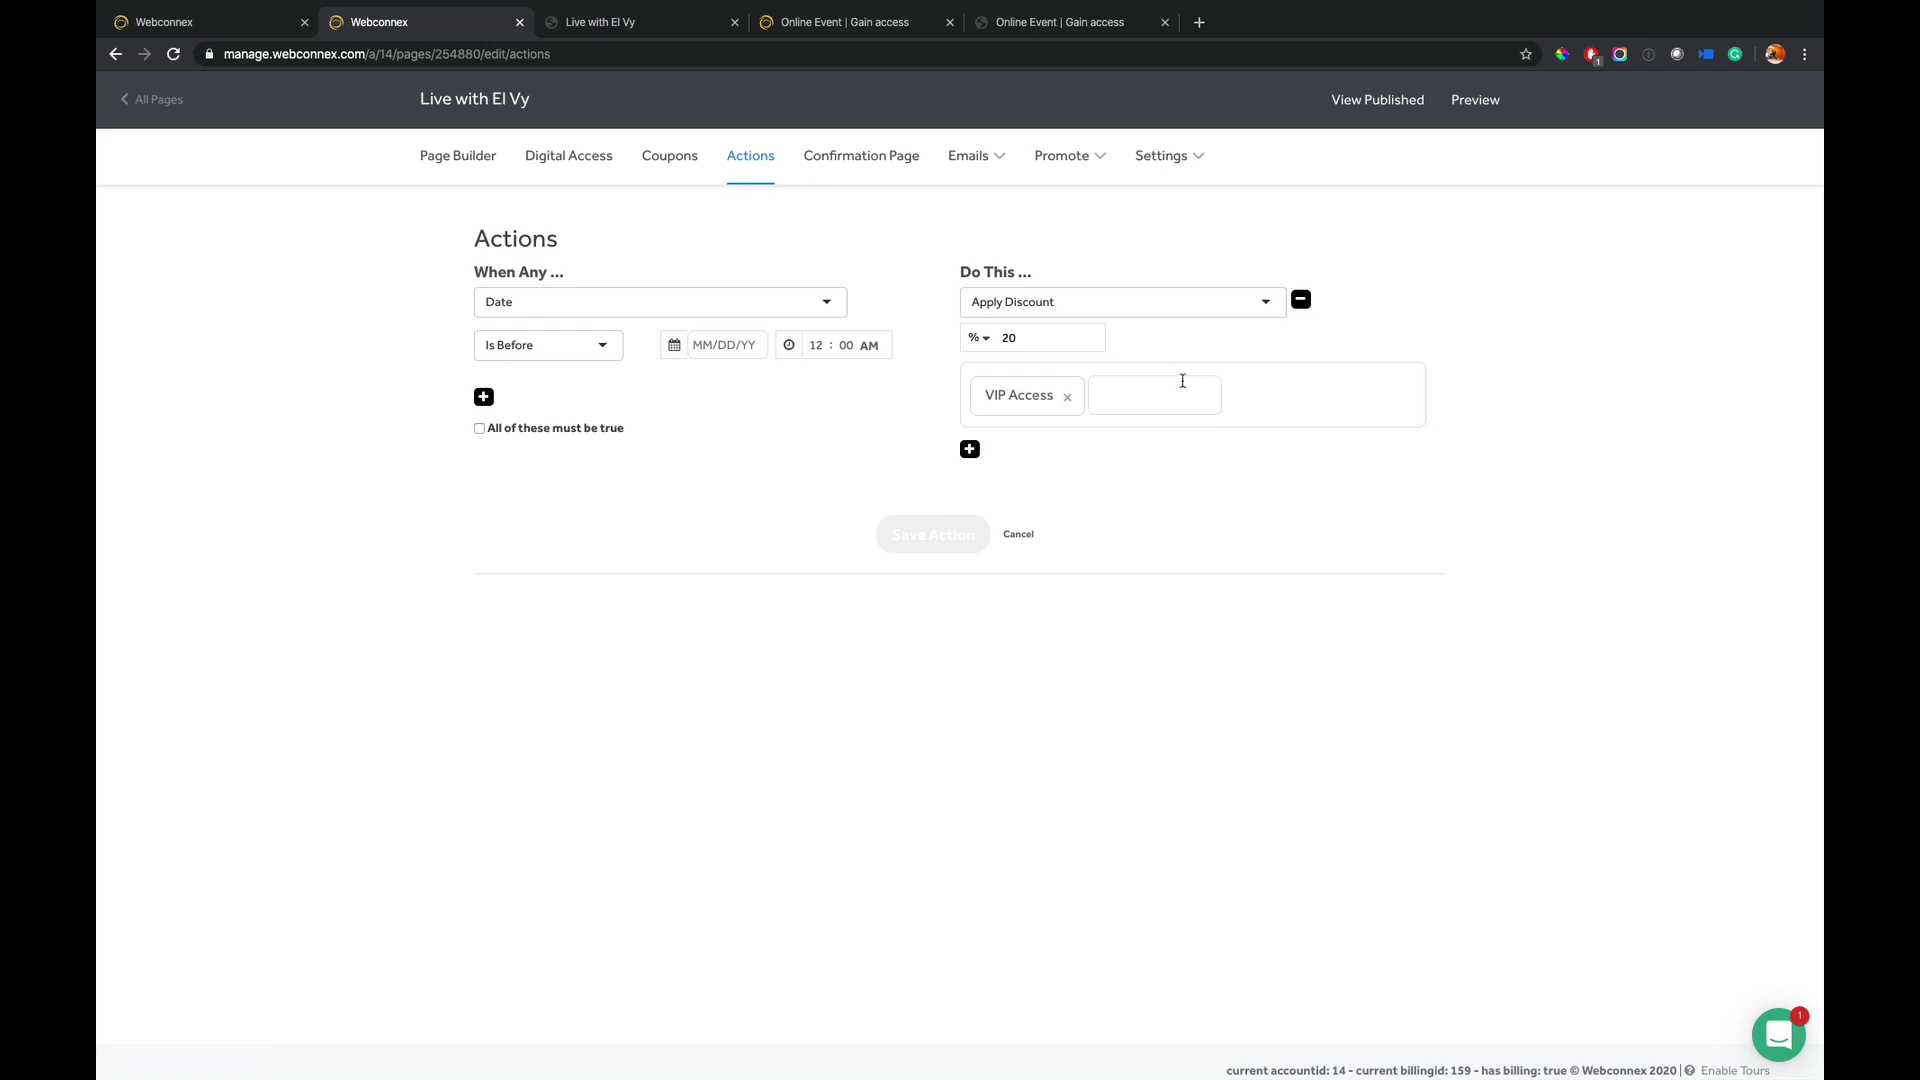 Webconnex
Webconnex
Live with El Vy
Online Event | Gain access
Online Event | Gain access
manage.webconnex.com/a/14/pages/254880/edit/actions
1
All Pages
Live with El Vy
View Published
Preview
Page Builder
Digital Access
Coupons
Actions
Confirmation Page
Emails
Promote
Settings
Actions
When Any ...
Do This ...
Date
Apply Discount
% 20
Is Before
MM/DD/YY
12 : 00 AM
VIP Access ×
All of these must be true
Save Action
Cancel
1
current accountid: 14 - current billingid: 159 - has billing: true © Webconnex 2020 | Enable Tours